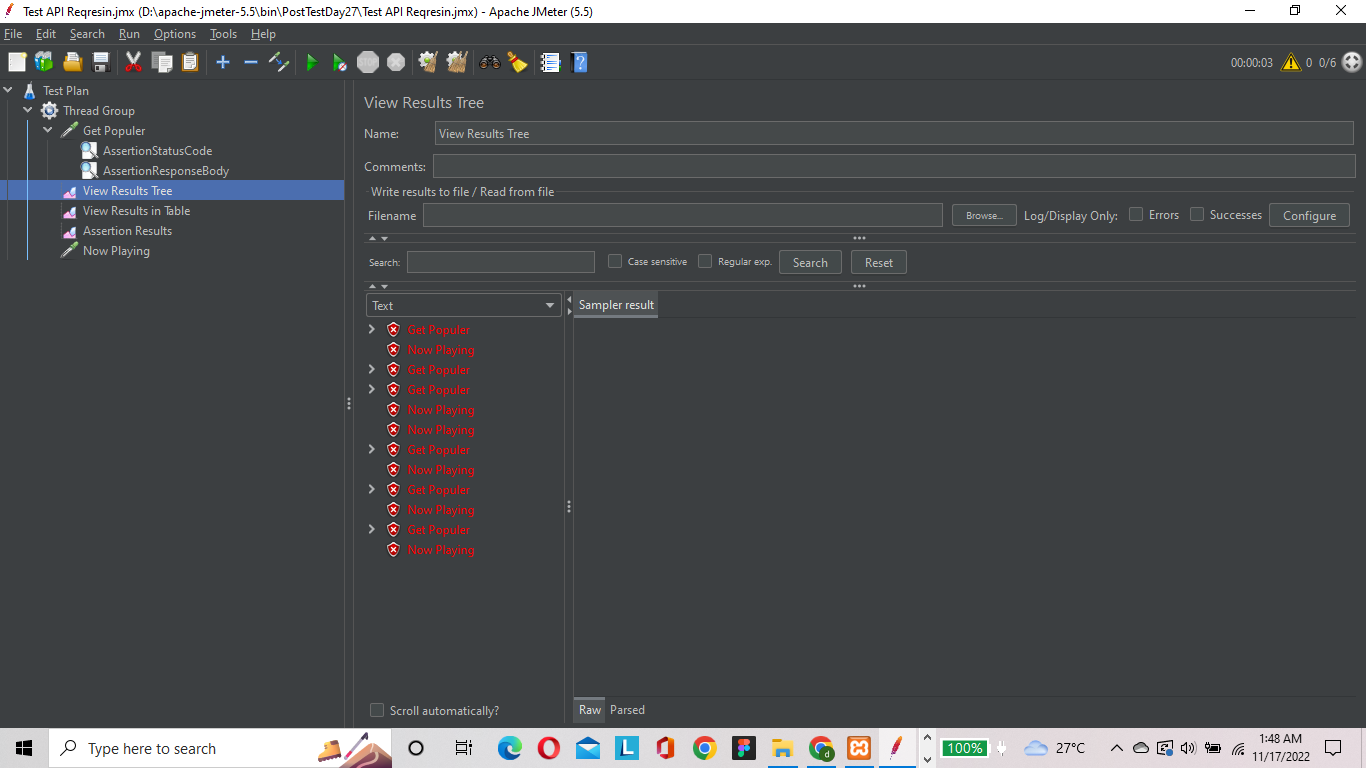 Test API Reqresin.jmx (D:\apache-jmeter-5.5\bin\PostTestDay27\Test API Reqresin.jmx) - Apache JMeter (5.5)
File Edit Search Run Options Tools Help
STOP 00:00:03 0 0/6
Test Plan
Thread Group
Get Populer
AssertionStatusCode
AssertionResponseBody
View Results Tree
View Results in Table
Assertion Results
Now Playing
View Results Tree
Name: View Results Tree
Comments:
Write results to file / Read from file
Filename Browse... Log/Display Only: Errors Successes Configure
Search: Case sensitive Regular exp. Search Reset
Text
Get Populer
Now Playing
Get Populer
Get Populer
Now Playing
Now Playing
Get Populer
Now Playing
Get Populer
Now Playing
Get Populer
Now Playing
Scroll automatically?
Sampler result
Raw Parsed
Type here to search
L
d
100%
27°C
1:48 AM
11/17/2022